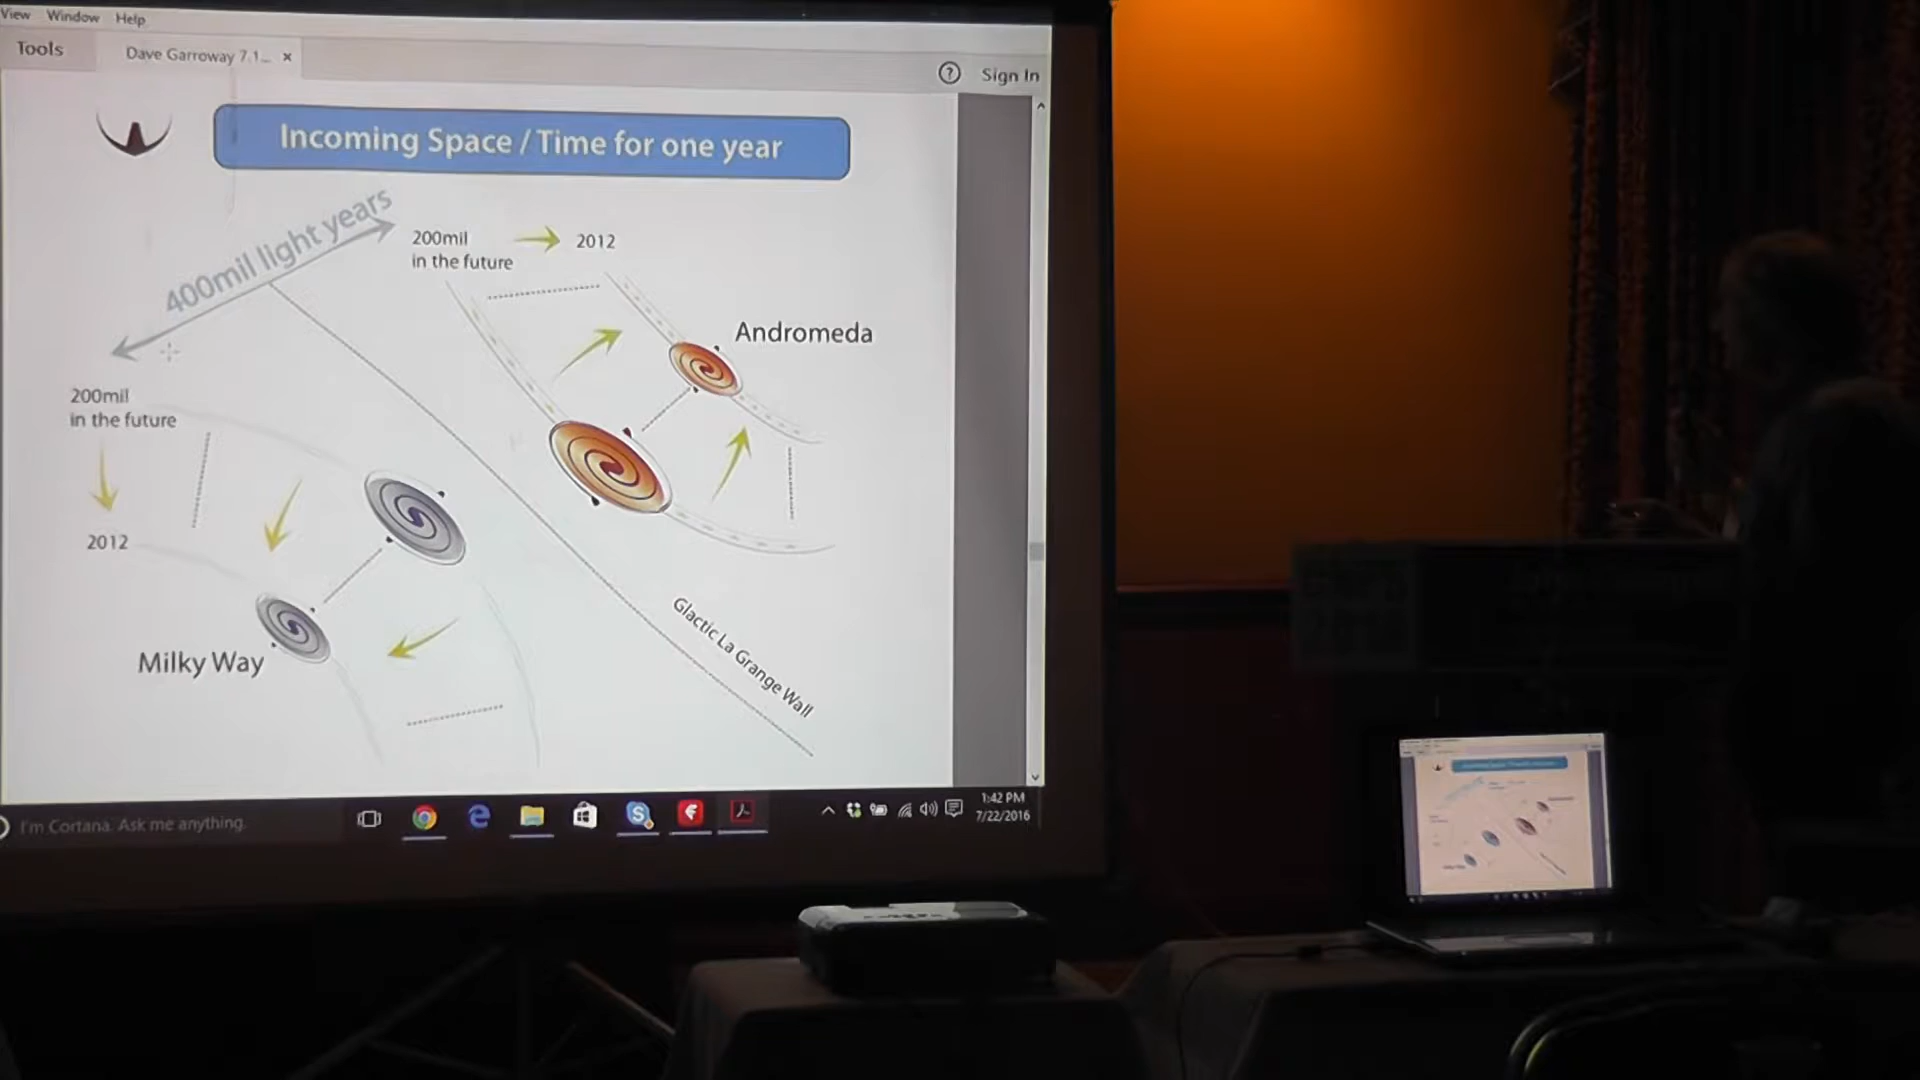 View Window Help
Tools
Dave Garroway 7.1...
Sign In
Incoming Space / Time for one year
400mil light years
200mil
in the future
2012
Andromeda
200mil
in the future
2012
Milky Way
Glactic La Grange Wall
I'm Cortana. Ask me anything.
1:42 PM
7/22/2016